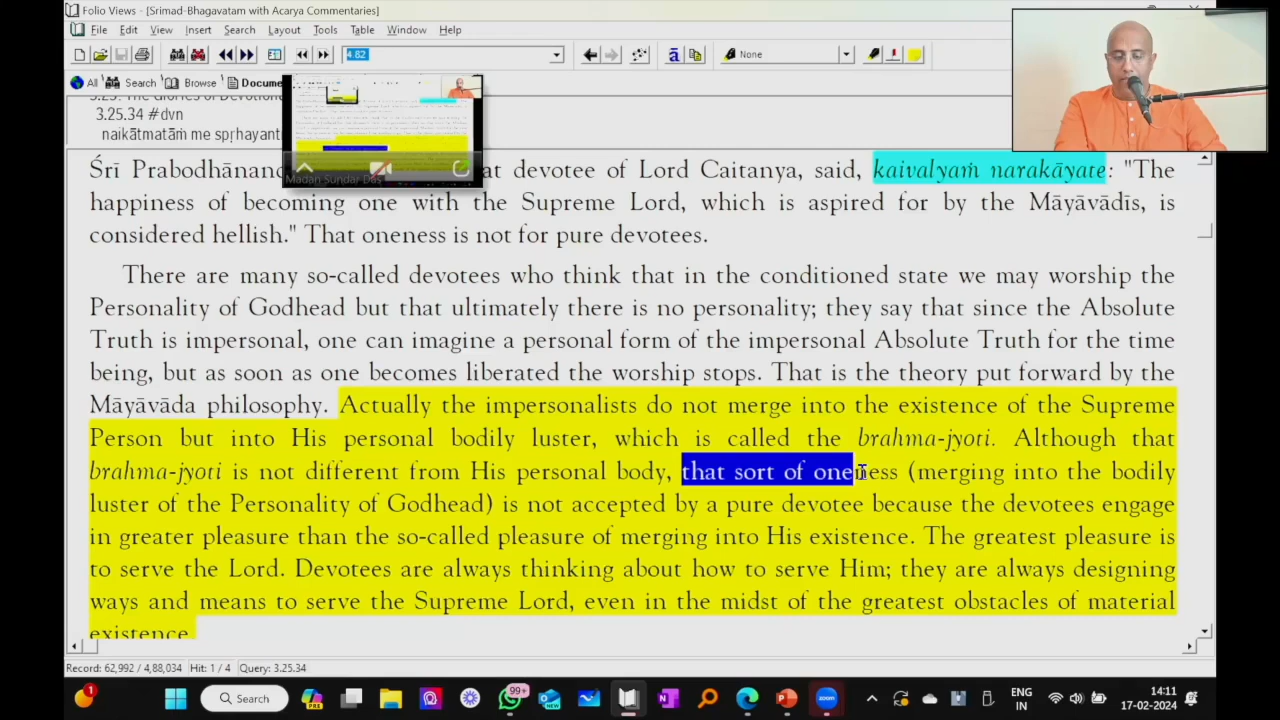 Folio Views - [Srimad-Bhagavatam with Acarya Commentaries]
File Edit View Insert Search Layout Tools Table Window Help
4.82
None
All Search Browse Docume
3.25.34 #dvn
naikātmatāṁ me spṛhayant
Madan Sundar Das
Śrī Prabodhānanc at devotee of Lord Caitanya, said, kaivalyaṁ narakāyate: "The
happiness of becoming one with the Supreme Lord, which is aspired for by the Māyāvādīs, is
considered hellish." That oneness is not for pure devotees.
There are many so-called devotees who think that in the conditioned state we may worship the
Personality of Godhead but that ultimately there is no personality; they say that since the Absolute
Truth is impersonal, one can imagine a personal form of the impersonal Absolute Truth for the time
being, but as soon as one becomes liberated the worship stops. That is the theory put forward by the
Māyāvāda philosophy. Actually the impersonalists do not merge into the existence of the Supreme
Person but into His personal bodily luster, which is called the brahma-jyoti. Although that
brahma-jyoti is not different from His personal body, that sort of oneness (merging into the bodily
luster of the Personality of Godhead) is not accepted by a pure devotee because the devotees engage
in greater pleasure than the so-called pleasure of merging into His existence. The greatest pleasure is
to serve the Lord. Devotees are always thinking about how to serve Him; they are always designing
ways and means to serve the Supreme Lord, even in the midst of the greatest obstacles of material
existence.
Record: 62,992 / 4,88,034 Hit: 1 / 4 Query: 3.25.34
1 Search PRE 99+ NEW zoom ENG IN 14:11
17-02-2024